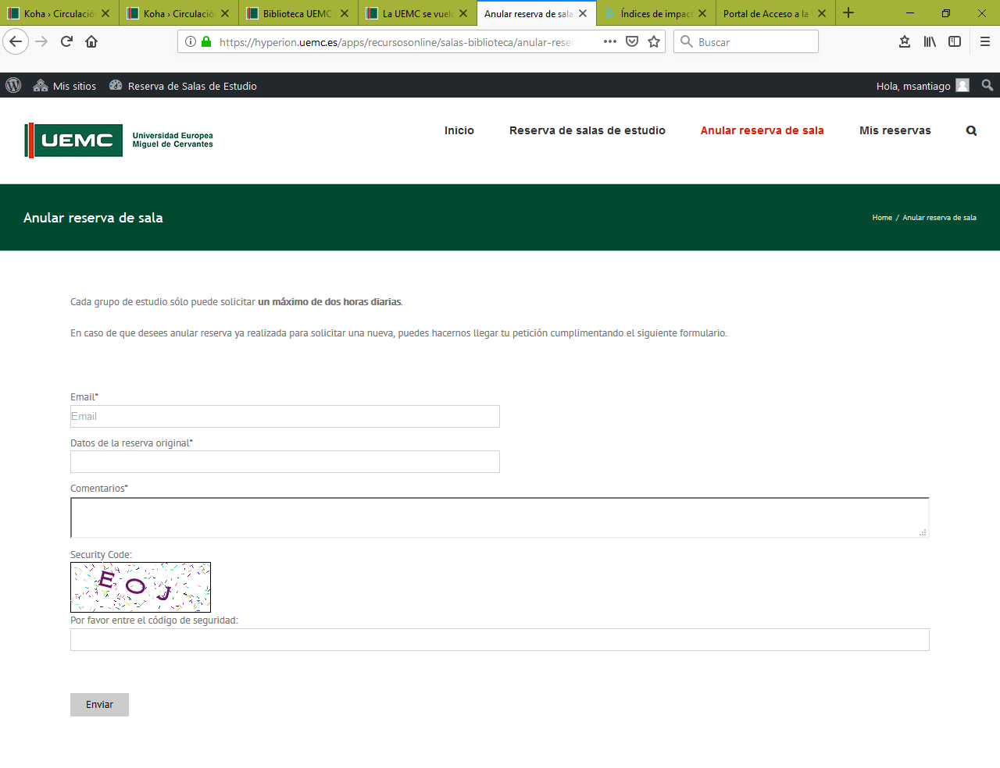 Koha › Circulación
Koha › Circulación
Biblioteca UEMC
La UEMC se vuelc
Anular reserva de sala
Índices de impact
Portal de Acceso a la
https://hyperion.uemc.es/apps/recursosonline/salas-biblioteca/anular-reser
Buscar
Mis sitios
Reserva de Salas de Estudio
Hola, msantiago
UEMC
Universidad Europea
Miguel de Cervantes
Inicio
Reserva de salas de estudio
Anular reserva de sala
Mis reservas
Anular reserva de sala
Home / Anular reserva de sala
Cada grupo de estudio sólo puede solicitar un máximo de dos horas diarias.
En caso de que desees anular reserva ya realizada para solicitar una nueva, puedes hacernos llegar tu petición cumplimentando el siguiente formulario.
Email*
Email
Datos de la reserva original*
Comentarios*
Security Code:
EOJ
Por favor entre el código de seguridad:
Enviar